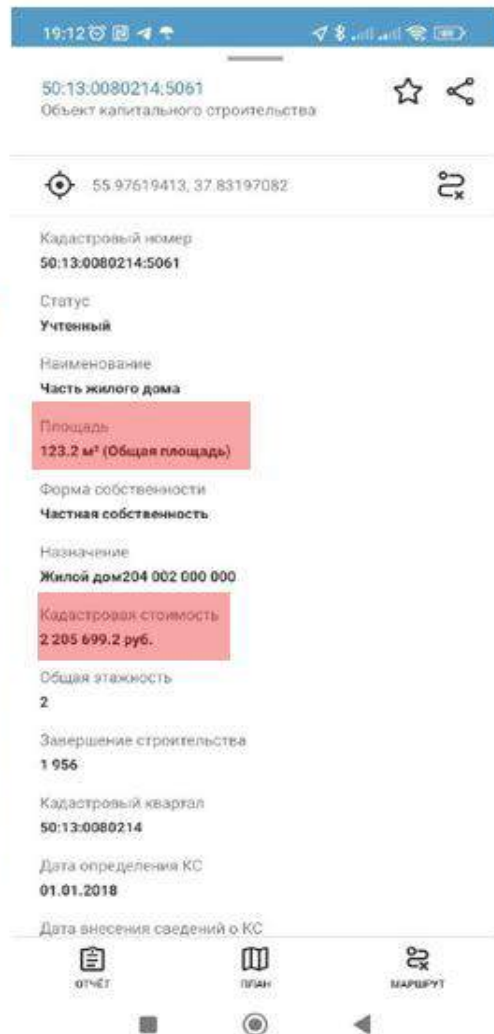 19:12
50:13:0080214:5061
Объект капитального строительства
55.97619413, 37.83197082
Кадастровый номер
50:13:0080214:5061
Статус
Учтенный
Наименование
Часть жилого дома
Площадь
123.2 м² (Общая площадь)
Форма собственности
Частная собственность
Назначение
Жилой дом204 002 000 000
Кадастровая стоимость
2 205 699.2 руб.
Общая этажность
2
Завершение строительства
1 956
Кадастровый квартал
50:13:0080214
Дата определения КС
01.01.2018
Дата внесения сведений о КС
ОТЧЁТ ПЛАН МАРШРУТ